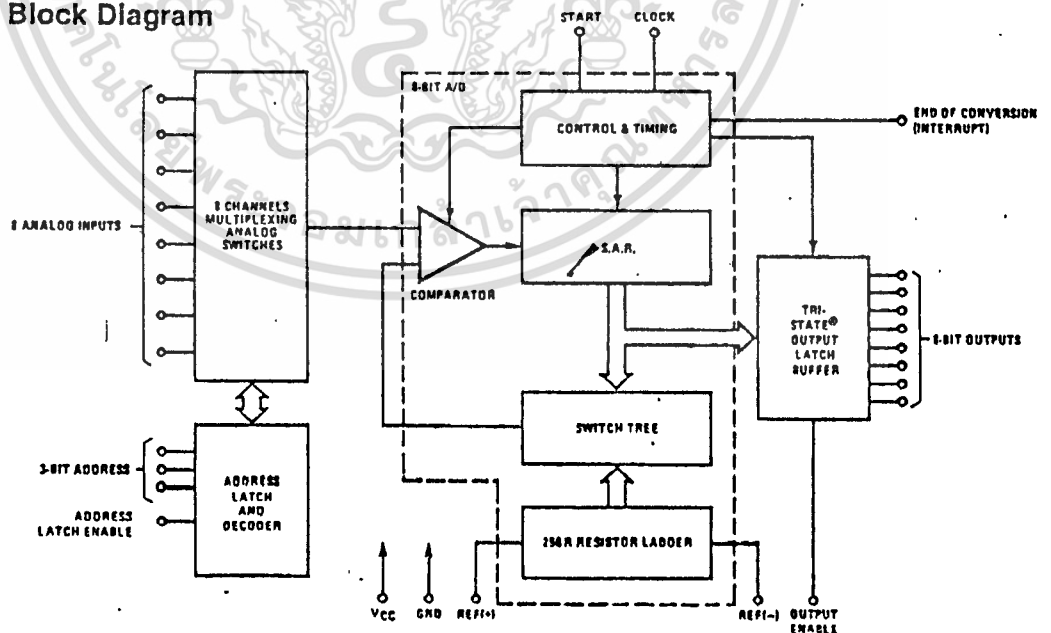 Block Diagram
START
CLOCK
8-BIT A/D
CONTROL & TIMING
END OF CONVERSION
(INTERRUPT)
8 ANALOG INPUTS
8 CHANNELS
MULTIPLEXING
ANALOG
SWITCHES
S.A.R.
COMPARATOR
TRI-
STATE®
OUTPUT
LATCH
BUFFER
8-BIT OUTPUTS
SWITCH TREE
3-BIT ADDRESS
ADDRESS
LATCH ENABLE
ADDRESS
LATCH
AND
DECODER
256R RESISTOR LADDER
VCC
GND
REF(+)
REF(-)
OUTPUT
ENABLE